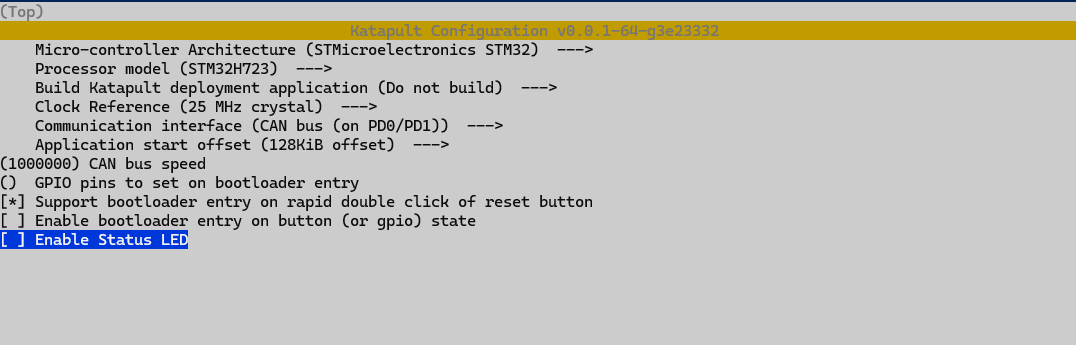 (Top)
Katapult Configuration v0.0.1-64-g3e23332
Micro-controller Architecture (STMicroelectronics STM32)  --->
Processor model (STM32H723)  --->
Build Katapult deployment application (Do not build)  --->
Clock Reference (25 MHz crystal)  --->
Communication interface (CAN bus (on PD0/PD1))  --->
Application start offset (128KiB offset)  --->
(1000000) CAN bus speed
()  GPIO pins to set on bootloader entry
[*] Support bootloader entry on rapid double click of reset button
[ ] Enable bootloader entry on button (or gpio) state
[ ] Enable Status LED